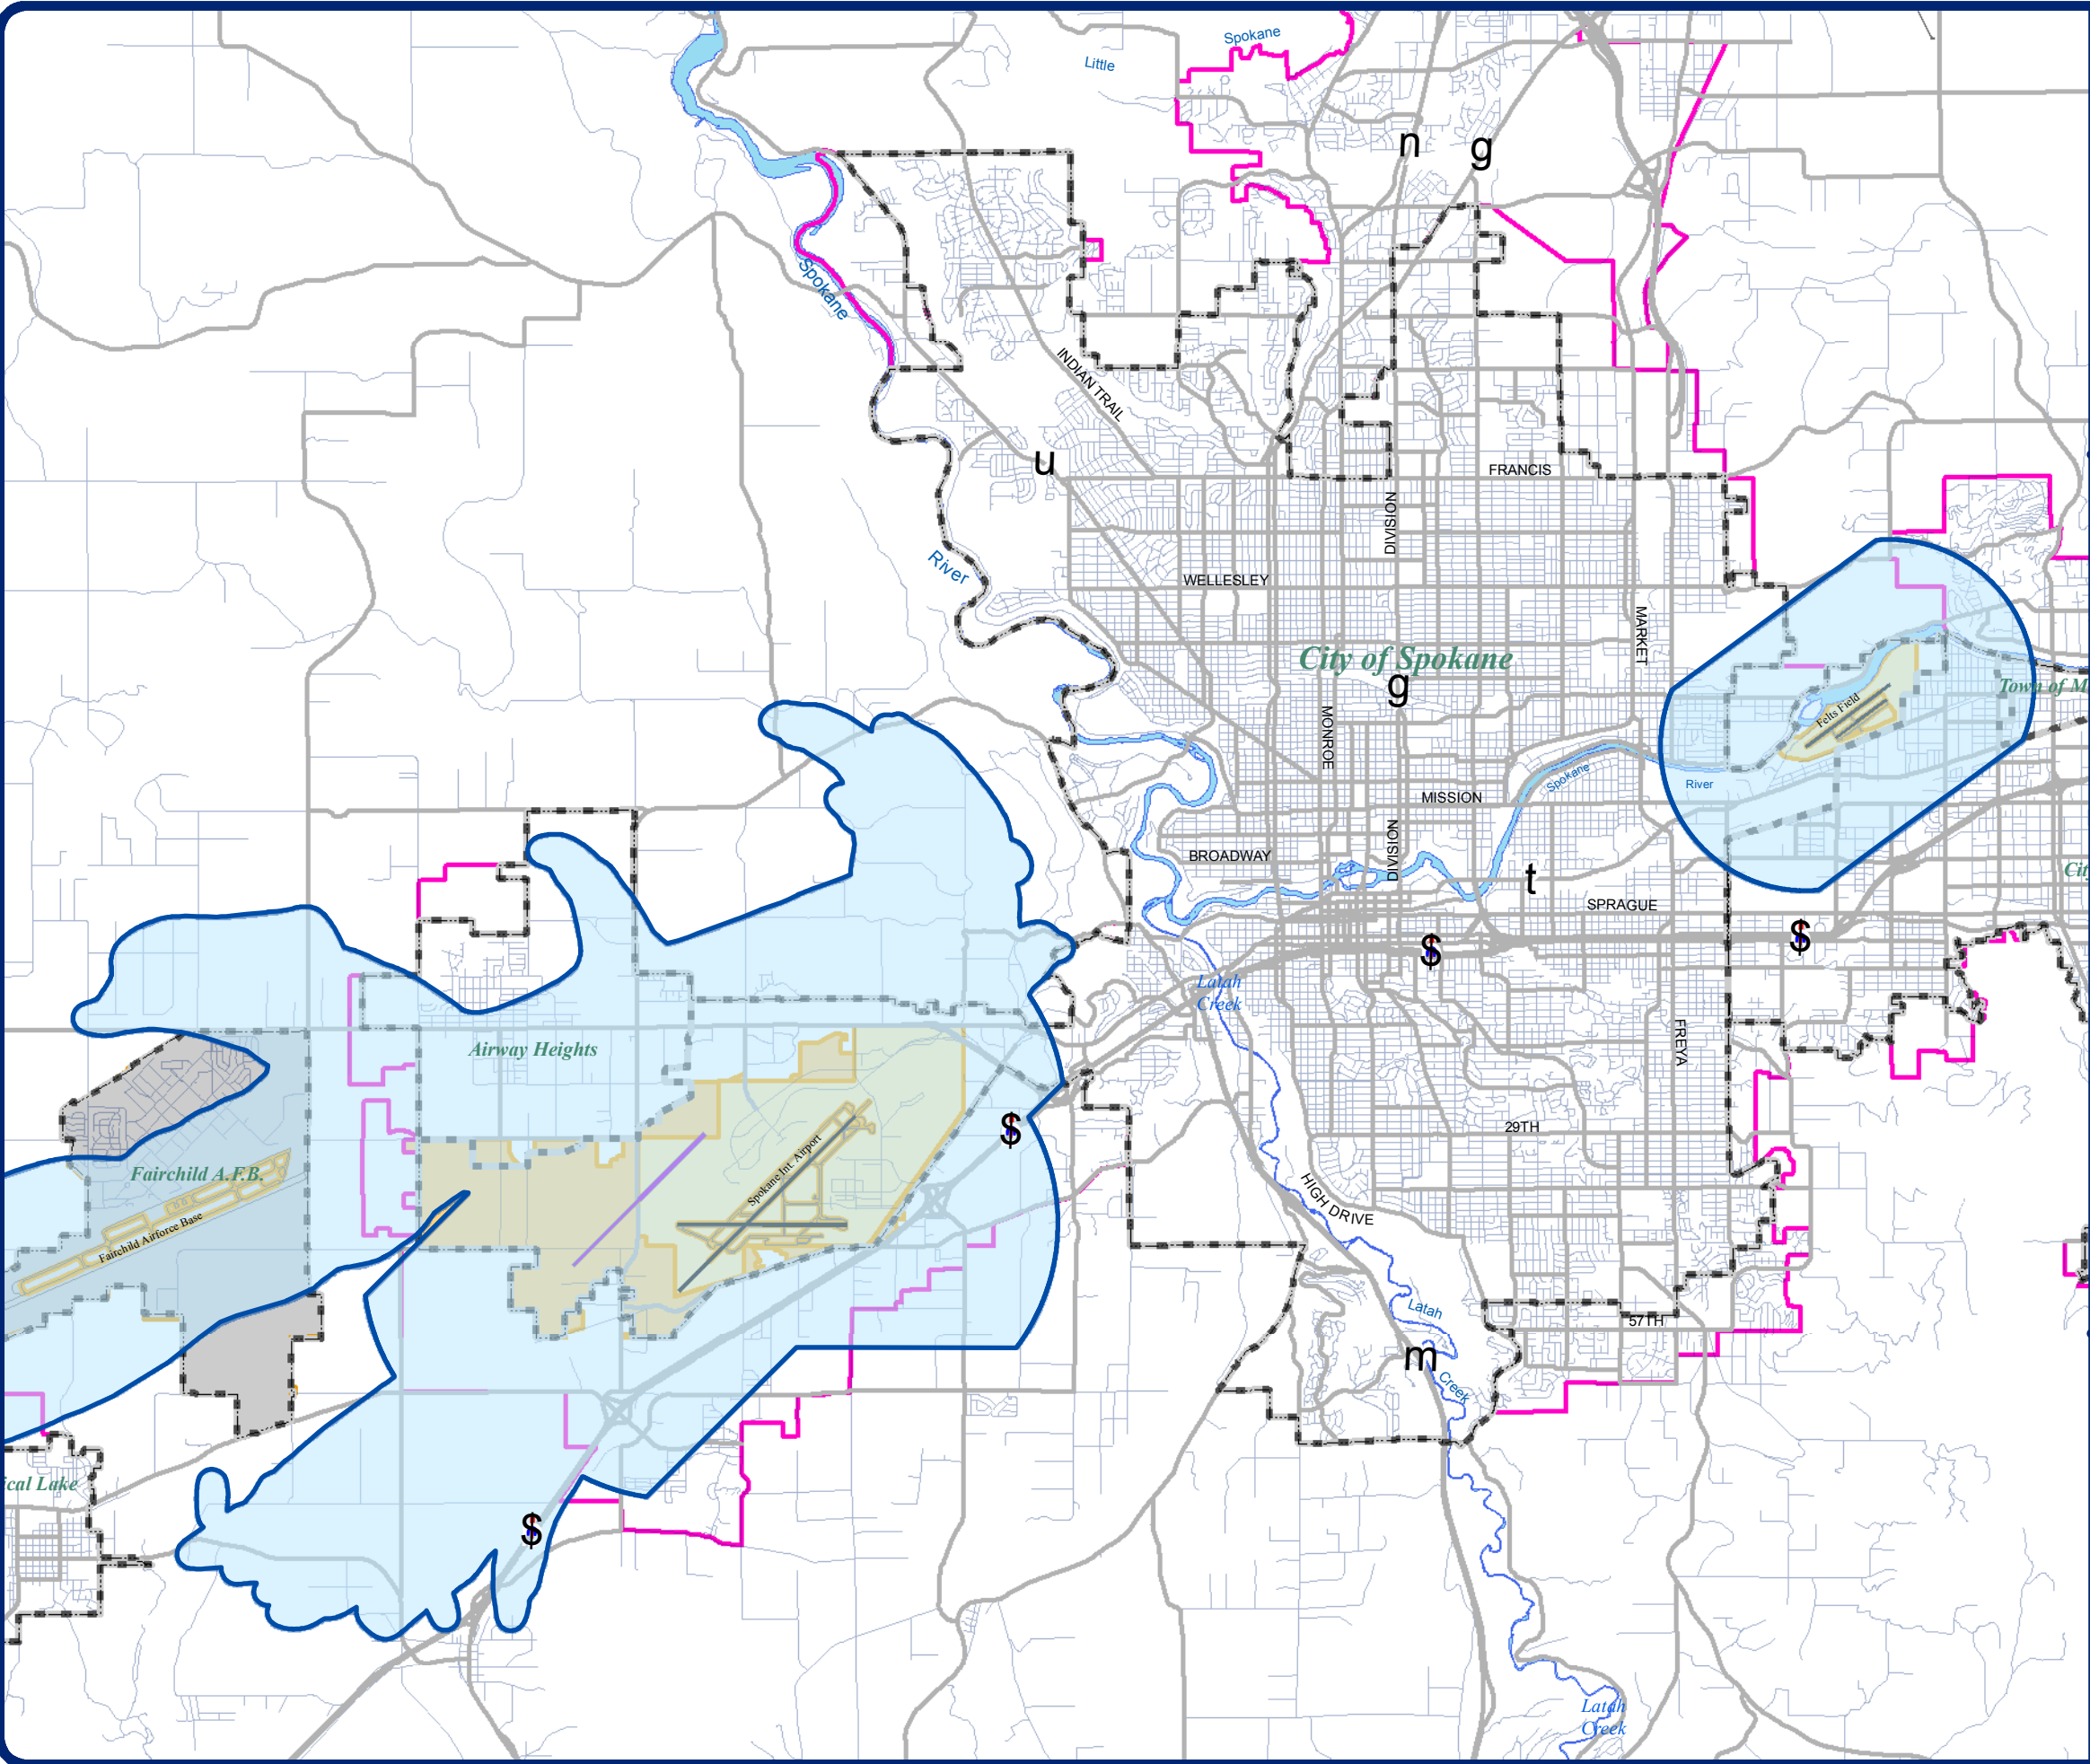 Spokane
Little
n
g
Spokane
INDIAN TRAIL
u
FRANCIS
DIVISION
River
WELLESLEY
MARKET
City of Spokane
g
Town of M
Felts Field
MONROE
Spokane
River
MISSION
DIVISION
BROADWAY
t
City
SPRAGUE
$
$
Latah
Creek
FREYA
Airway Heights
$
29TH
Spokane Int. Airport
Fairchild A.F.B.
Fairchild Airforce Base
HIGH DRIVE
Latah
57TH
m
Creek
ical Lake
$
Latah
Creek